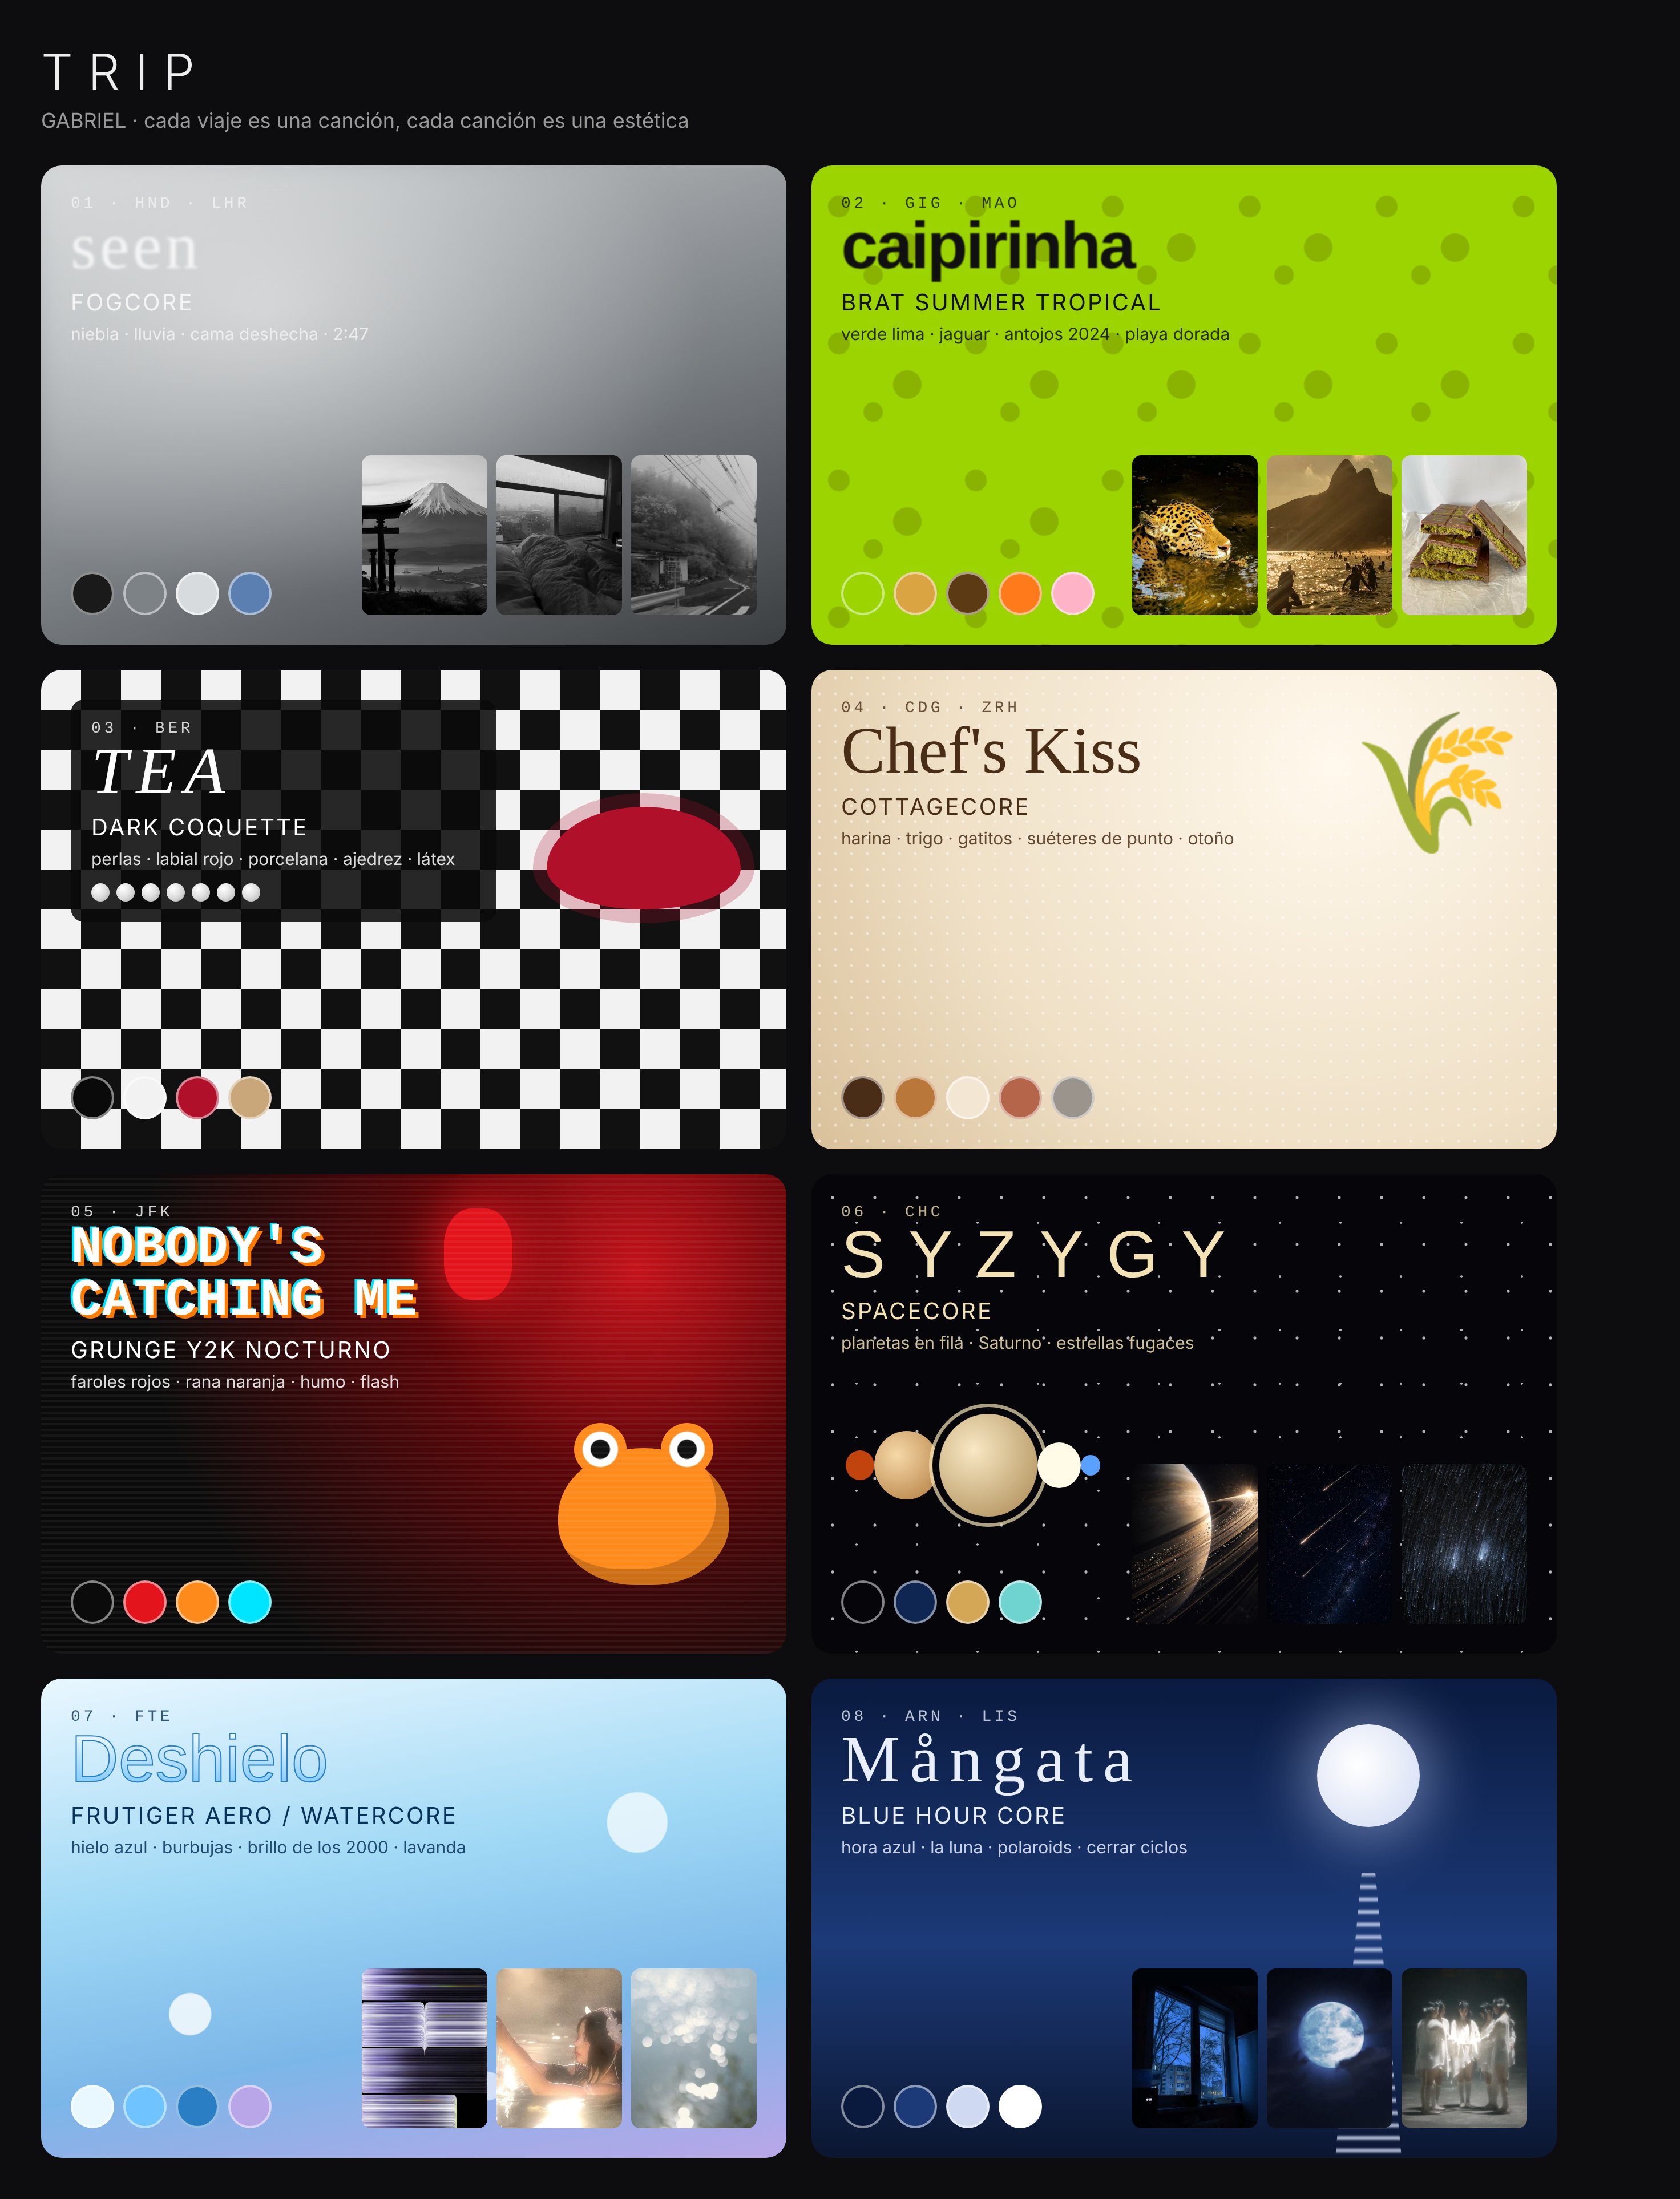 TRIP
GABRIEL · cada viaje es una canción, cada canción es una estética
01 · HND · LHR
seen
FOGCORE
niebla · lluvia · cama deshecha · 2:47
02 · GIG · MAO
caipirinha
BRAT SUMMER TROPICAL
verde lima · jaguar · antojos 2024 · playa dorada
03 · BER
TEA
DARK COQUETTE
perlas · labial rojo · porcelana · ajedrez · látex
04 · CDG · ZRH
Chef's Kiss
COTTAGECORE
harina · trigo · gatitos · suéteres de punto · otoño
05 · JFK
NOBODY'S
CATCHING ME
GRUNGE Y2K NOCTURNO
faroles rojos · rana naranja · humo · flash
06 · CHC
SYZYGY
SPACECORE
planetas en fila · Saturno · estrellas fugaces
07 · FTE
Deshielo
FRUTIGER AERO / WATERCORE
hielo azul · burbujas · brillo de los 2000 · lavanda
08 · ARN · LIS
Mångata
BLUE HOUR CORE
hora azul · la luna · polaroids · cerrar ciclos